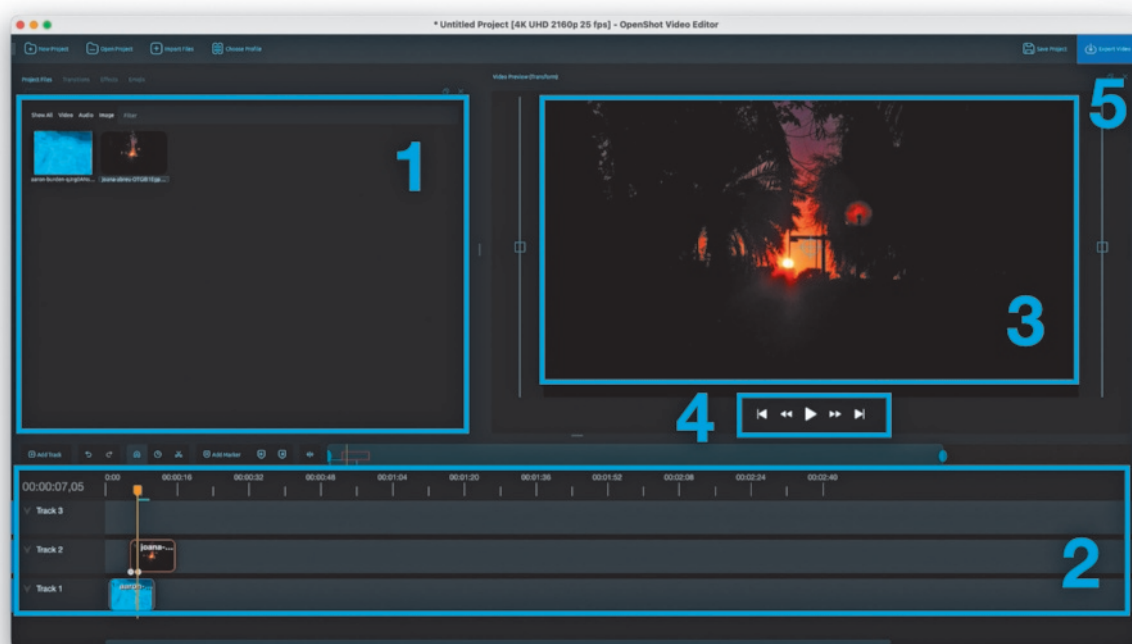 * Untitled Project [4K UHD 2160p 25 fps] – OpenShot Video Editor
New Project Open Project Import Files Choose Profile Save Project Export Video
Project Files Transitions Effects Emojis
Video Preview (Transform)
5
Show All Video Audio Image Filter
1
3
4
Add Track Add Marker
00:00:07,05
0:00 00:00:16 00:00:32 00:00:48 00:01:04 00:01:20 00:01:36 00:01:52 00:02:08 00:02:24 00:02:40
Track 3
Track 2 joana-...
2
Track 1